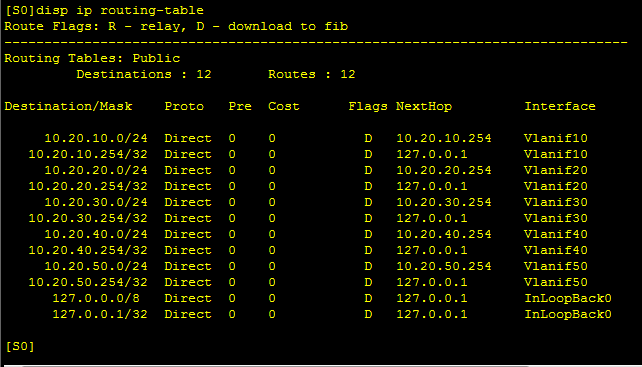 [S0]disp ip routing-table
Route Flags: R - relay, D - download to fib
------------------------------------------------------------------------------
Routing Tables: Public
         Destinations : 12       Routes : 12

Destination/Mask    Proto   Pre  Cost      Flags NextHop         Interface

     10.20.10.0/24  Direct  0    0           D   10.20.10.254    Vlanif10
   10.20.10.254/32  Direct  0    0           D   127.0.0.1       Vlanif10
     10.20.20.0/24  Direct  0    0           D   10.20.20.254    Vlanif20
   10.20.20.254/32  Direct  0    0           D   127.0.0.1       Vlanif20
     10.20.30.0/24  Direct  0    0           D   10.20.30.254    Vlanif30
   10.20.30.254/32  Direct  0    0           D   127.0.0.1       Vlanif30
     10.20.40.0/24  Direct  0    0           D   10.20.40.254    Vlanif40
   10.20.40.254/32  Direct  0    0           D   127.0.0.1       Vlanif40
     10.20.50.0/24  Direct  0    0           D   10.20.50.254    Vlanif50
   10.20.50.254/32  Direct  0    0           D   127.0.0.1       Vlanif50
      127.0.0.0/8   Direct  0    0           D   127.0.0.1       InLoopBack0
      127.0.0.1/32  Direct  0    0           D   127.0.0.1       InLoopBack0

[S0]